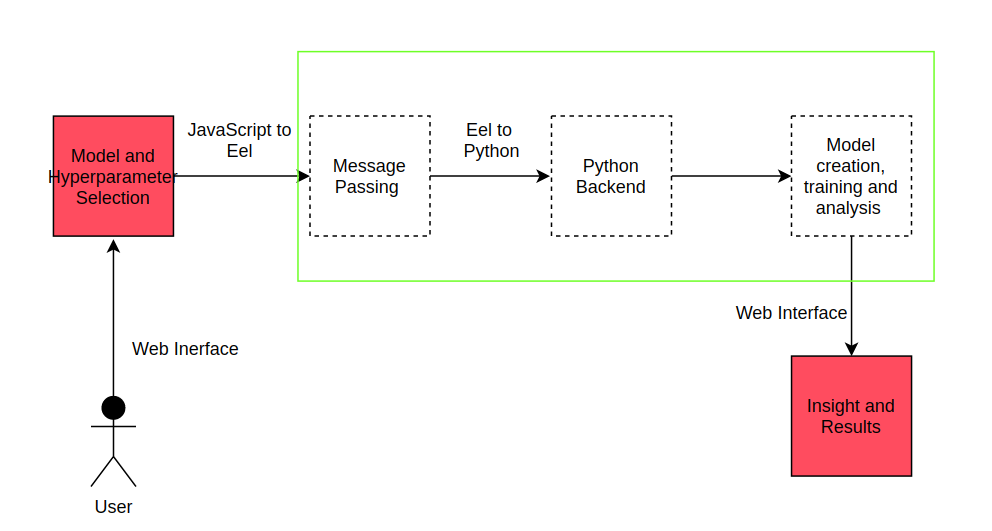 JavaScript to
Eel
Eel to
Python
Model and
Hyperparameter
Selection
Message
Passing
Python
Backend
Model
creation,
training and
analysis
Web Interface
Web Inerface
Insight and
Results
User